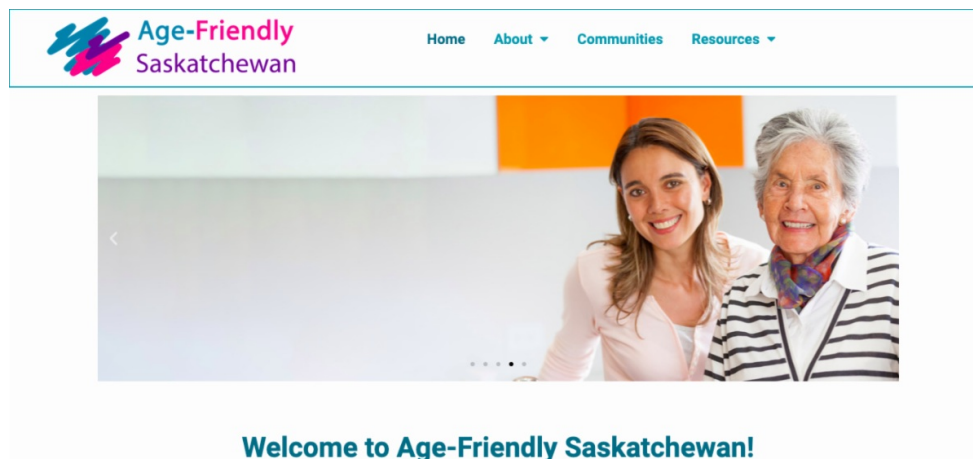 Age-Friendly
Saskatchewan
Home About Communities Resources
Welcome to Age-Friendly Saskatchewan!